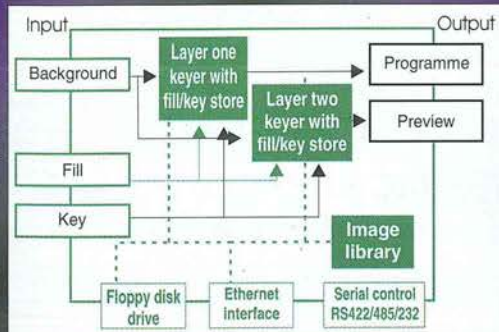 Input
Output
Background
Layer one
keyer with
fill/key store
Programme
Layer two
keyer with
fill/key store
Preview
Fill
Key
Image
library
Floppy disk
drive
Ethernet
interface
Serial control
RS422/485/232